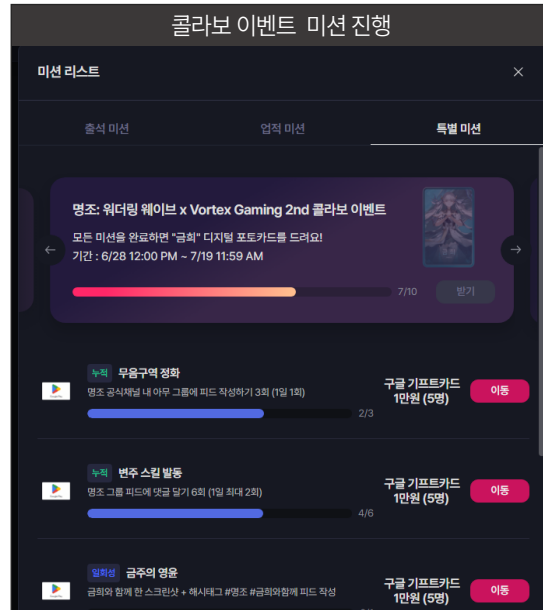 콜라보 이벤트 미션 진행
미션 리스트
출석 미션
업적 미션
특별 미션
명조: 워더링 웨이브 x Vortex Gaming 2nd 콜라보 이벤트
모든 미션을 완료하면 "금희" 디지털 포토카드를 드려요!
기간 : 6/28 12:00 PM ~ 7/19 11:59 AM
7/10
받기
누적 무음구역 정화
명조 공식채널 내 아무 그룹에 피드 작성하기 3회 (1일 1회)
2/3
구글 기프트카드
1만원 (5명)
이동
누적 변주 스킬 발동
명조 그룹 피드에 댓글 달기 6회 (1일 최대 2회)
4/6
구글 기프트카드
1만원 (5명)
이동
일회성 금주의 영윤
금희와 함께 한 스크린샷 + 해시태그 #명조 #금희와함께 피드 작성
구글 기프트카드
1만원 (5명)
이동